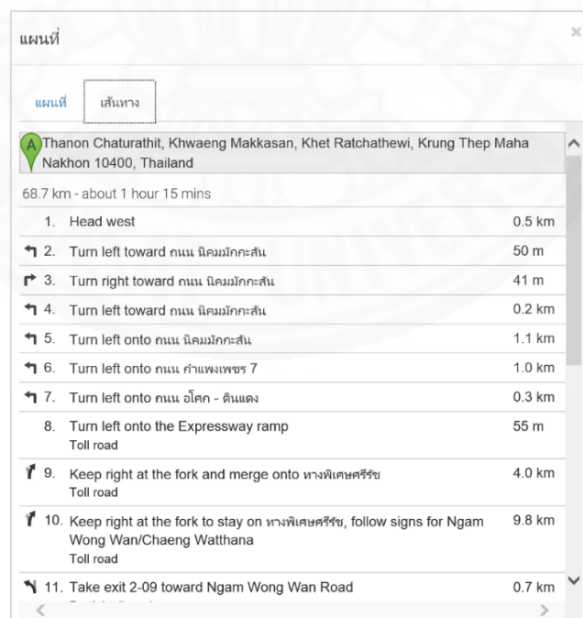 แผนที่ ×
แผนที่ เส้นทาง
A Thanon Chaturathit, Khwaeng Makkasan, Khet Ratchathewi, Krung Thep Maha
Nakhon 10400, Thailand
68.7 km - about 1 hour 15 mins
1. Head west 0.5 km
2. Turn left toward ถนน นิคมมักกะสัน 50 m
3. Turn right toward ถนน นิคมมักกะสัน 41 m
4. Turn left toward ถนน นิคมมักกะสัน 0.2 km
5. Turn left onto ถนน นิคมมักกะสัน 1.1 km
6. Turn left onto ถนน กำแพงเพชร 7 1.0 km
7. Turn left onto ถนน อโศก - ดินแดง 0.3 km
8. Turn left onto the Expressway ramp 55 m
Toll road
9. Keep right at the fork and merge onto ทางพิเศษศรีรัช 4.0 km
Toll road
10. Keep right at the fork to stay on ทางพิเศษศรีรัช, follow signs for Ngam 9.8 km
Wong Wan/Chaeng Watthana
Toll road
11. Take exit 2-09 toward Ngam Wong Wan Road 0.7 km